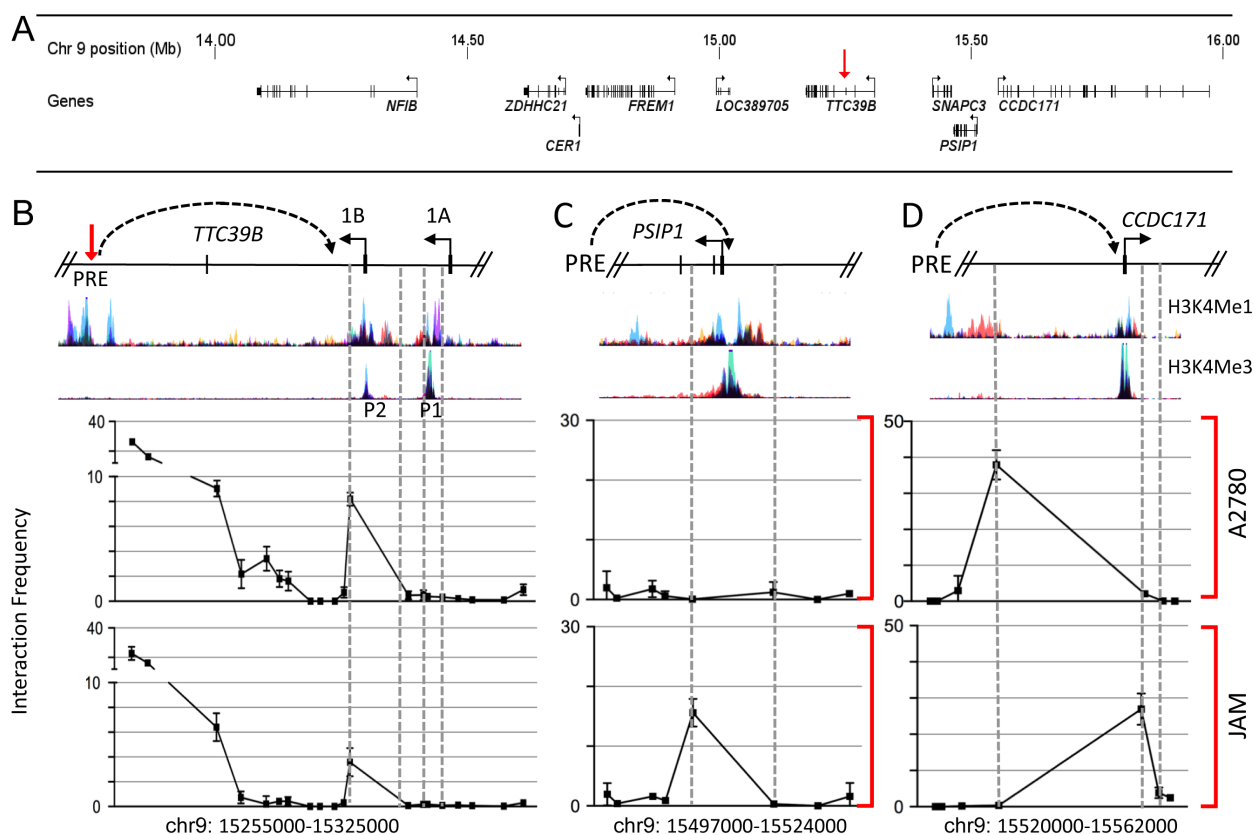 A
Chr 9 position (Mb) 14.00 14.50 15.00 15.50 16.00
Genes NFIB ZDHHC21 FREM1 LOC389705 TTC39B SNAPC3 CCDC171
CER1 PSIP1
B 1B 1A C D CCDC171
TTC39B PSIP1
PRE PRE PRE
H3K4Me1
H3K4Me3
P2 P1
40 30 50
10
0 0 0
A2780
40 30 50
10
0 0 0
JAM
Interaction Frequency
chr9: 15255000-15325000 chr9: 15497000-15524000 chr9: 15520000-15562000